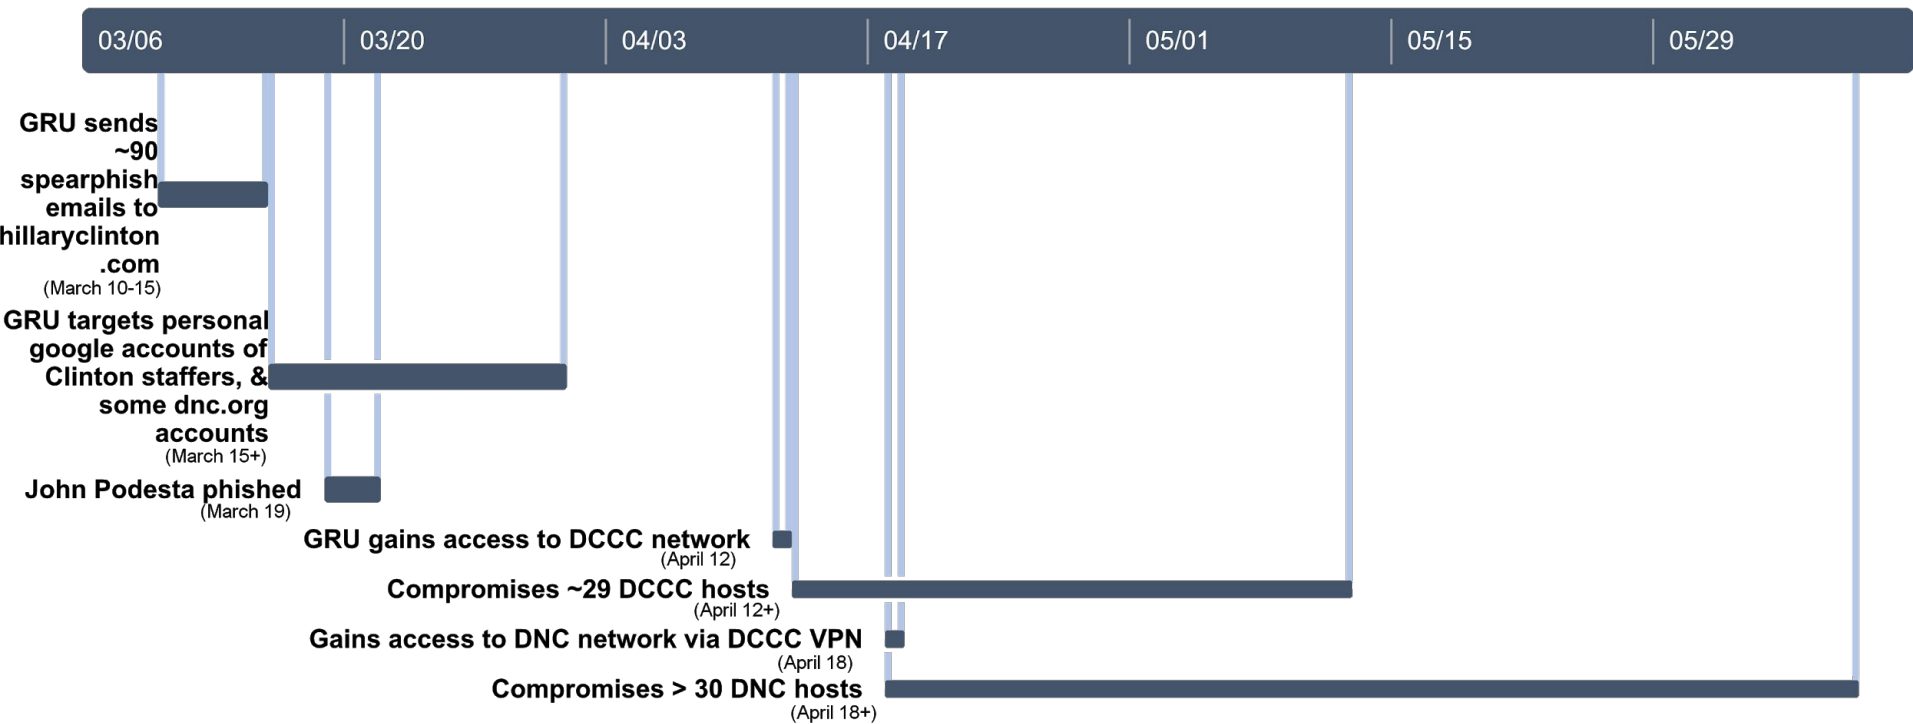 03/06 03/20 04/03 04/17 05/01 05/15 05/29
GRU sends
~90
spearphish
emails to
hillaryclinton
.com
(March 10-15)
GRU targets personal
google accounts of
Clinton staffers, &
some dnc.org
accounts
(March 15+)
John Podesta phished
(March 19)
GRU gains access to DCCC network
(April 12)
Compromises ~29 DCCC hosts
(April 12+)
Gains access to DNC network via DCCC VPN
(April 18)
Compromises > 30 DNC hosts
(April 18+)